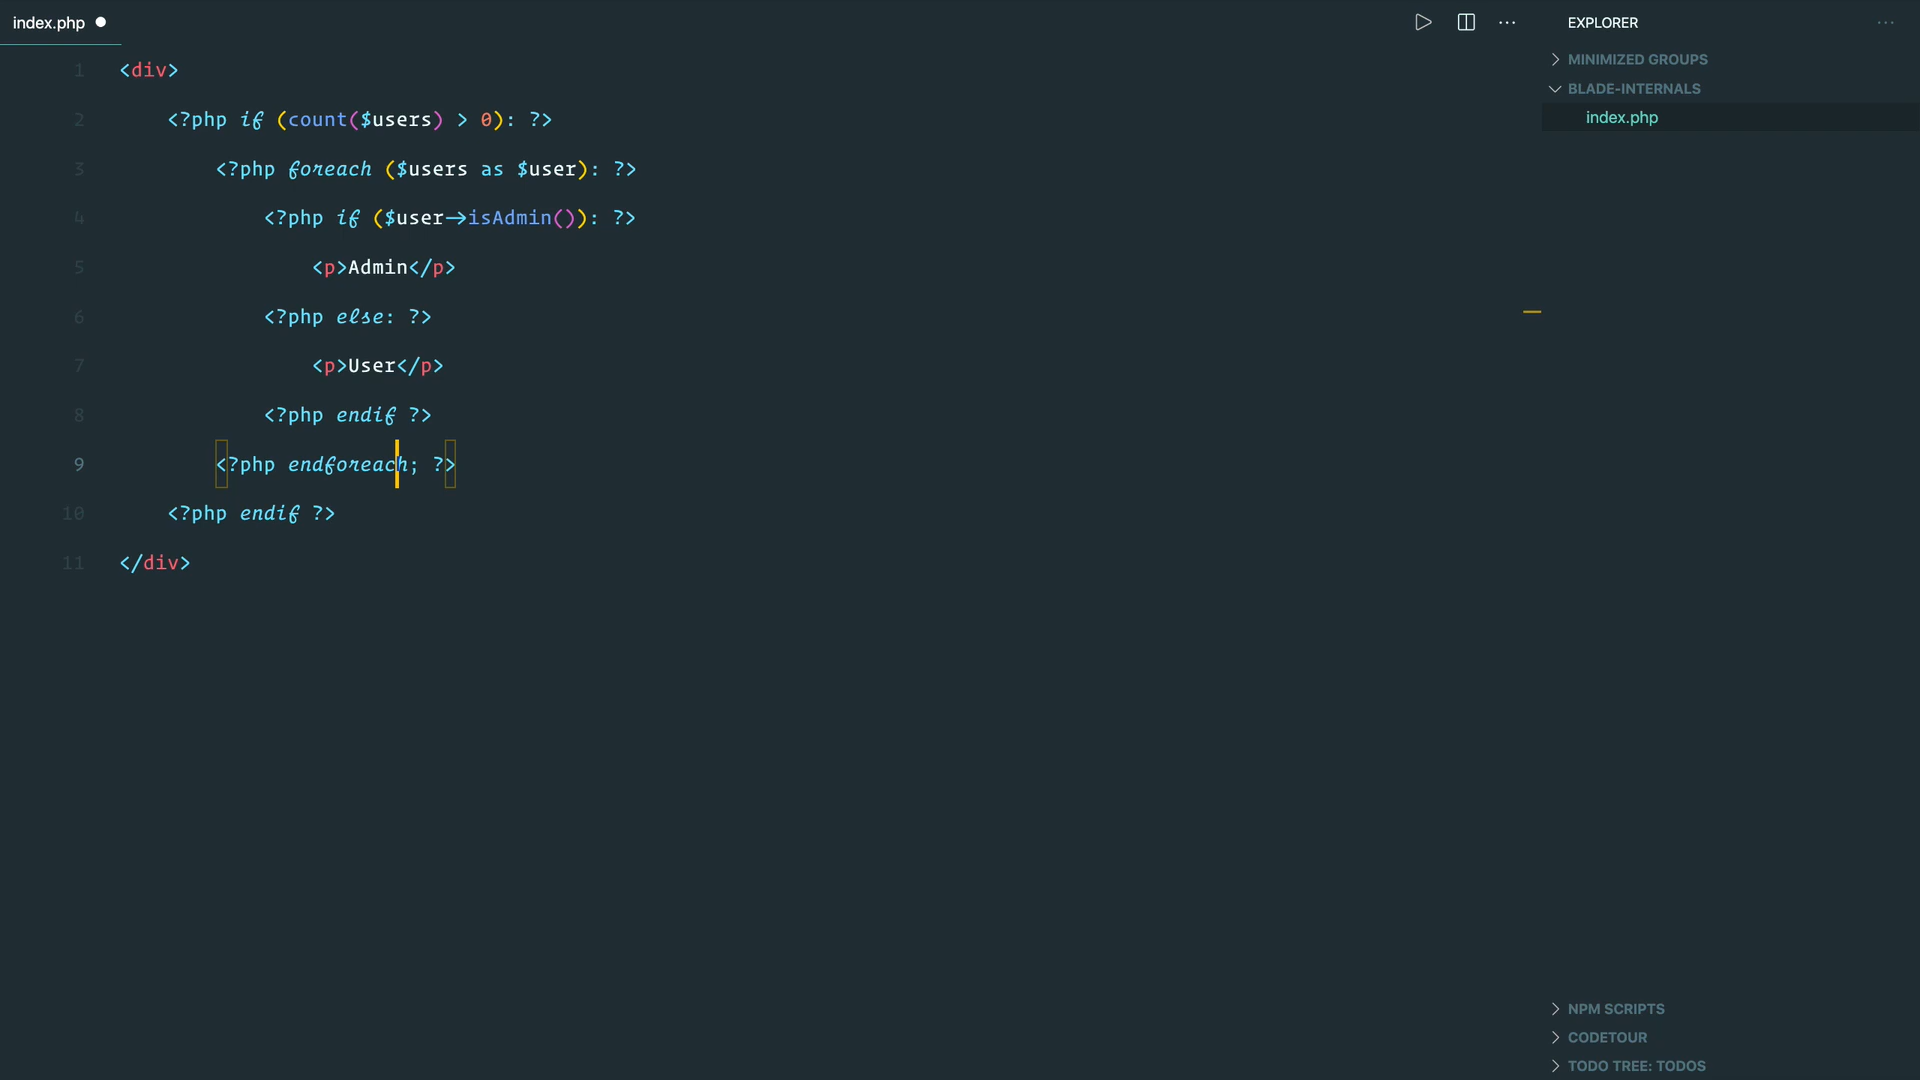 index.php
EXPLORER
MINIMIZED GROUPS
BLADE-INTERNALS
index.php
1 <div>
2 <?php if (count($users) > 0): ?>
3 <?php foreach ($users as $user): ?>
4 <?php if ($user->isAdmin()): ?>
5 <p>Admin</p>
6 <?php else: ?>
7 <p>User</p>
8 <?php endif ?>
9 <?php endforeach; ?>
10 <?php endif ?>
11 </div>
NPM SCRIPTS
CODETOUR
TODO TREE: TODOS